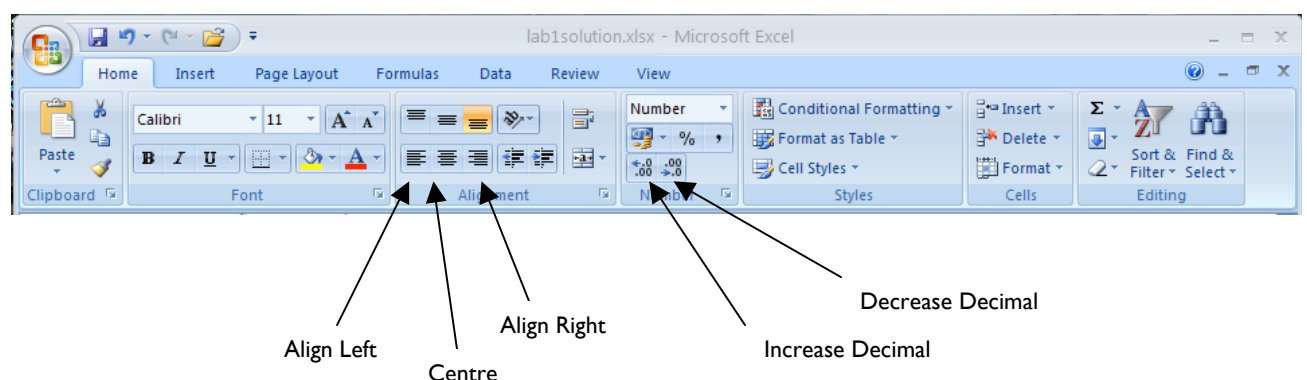 lab1solution.xlsx - Microsoft Excel
Home Insert Page Layout Formulas Data Review View
Calibri 11 A A Number Conditional Formatting Insert Σ
% , Format as Table Delete
Paste B I U A Cell Styles Format Sort & Filter Find & Select
Clipboard Font Alignment Number Styles Cells Editing
Decrease Decimal
Align Right
Align Left Increase Decimal
Centre